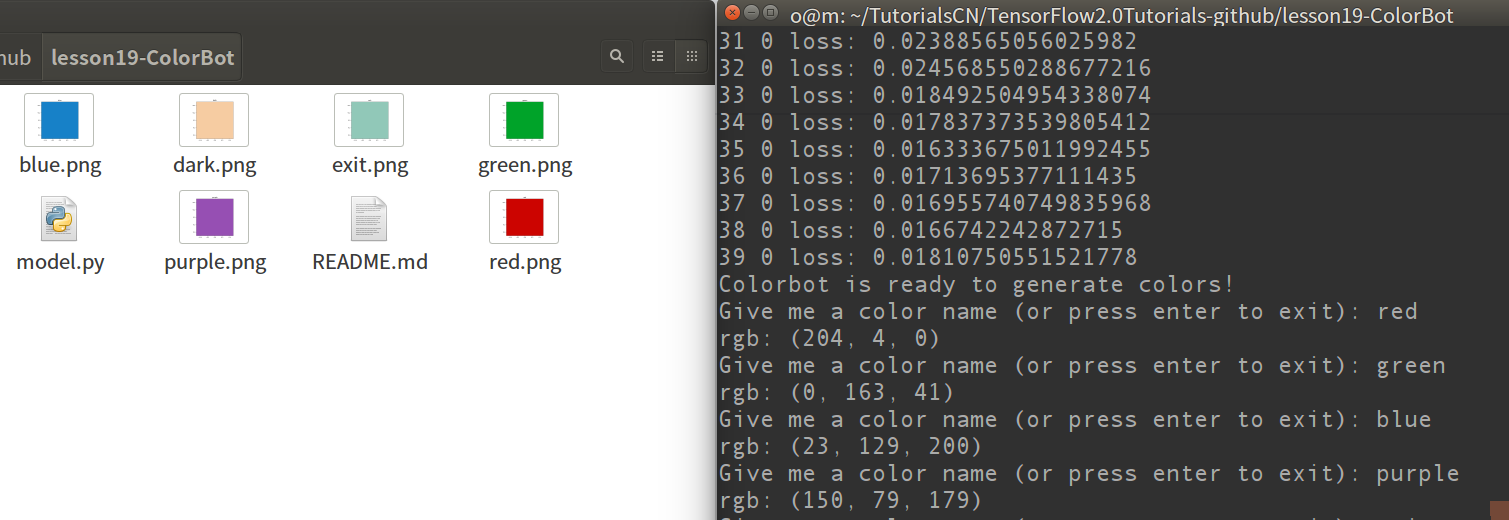 hub lesson19-ColorBot
blue.png dark.png exit.png green.png
model.py purple.png README.md red.png
o@m: ~/TutorialsCN/TensorFlow2.0Tutorials-github/lesson19-ColorBot
31 0 loss: 0.02388565056025982
32 0 loss: 0.024568550288677216
33 0 loss: 0.018492504954338074
34 0 loss: 0.017837373539805412
35 0 loss: 0.016333675011992455
36 0 loss: 0.01713695377111435
37 0 loss: 0.016955740749835968
38 0 loss: 0.01667422428​72715
39 0 loss: 0.01810750551521778
Colorbot is ready to generate colors!
Give me a color name (or press enter to exit): red
rgb: (204, 4, 0)
Give me a color name (or press enter to exit): green
rgb: (0, 163, 41)
Give me a color name (or press enter to exit): blue
rgb: (23, 129, 200)
Give me a color name (or press enter to exit): purple
rgb: (150, 79, 179)